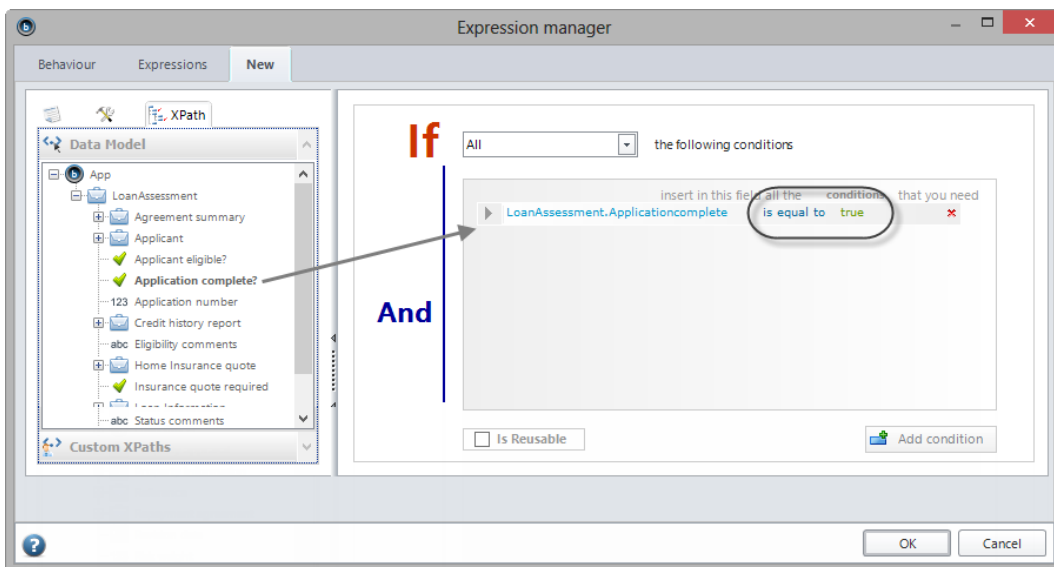 Expression manager
Behaviour Expressions New
XPath
Data Model
App
LoanAssessment
Agreement summary
Applicant
Applicant eligible?
Application complete?
123 Application number
Credit history report
abc Eligibility comments
Home Insurance quote
Insurance quote required
Loan Information
abc Status comments
Custom XPaths
If All the following conditions
insert in this field all the conditions that you need
LoanAssessment.Applicationcomplete is equal to true
And
Is Reusable
Add condition
OK Cancel